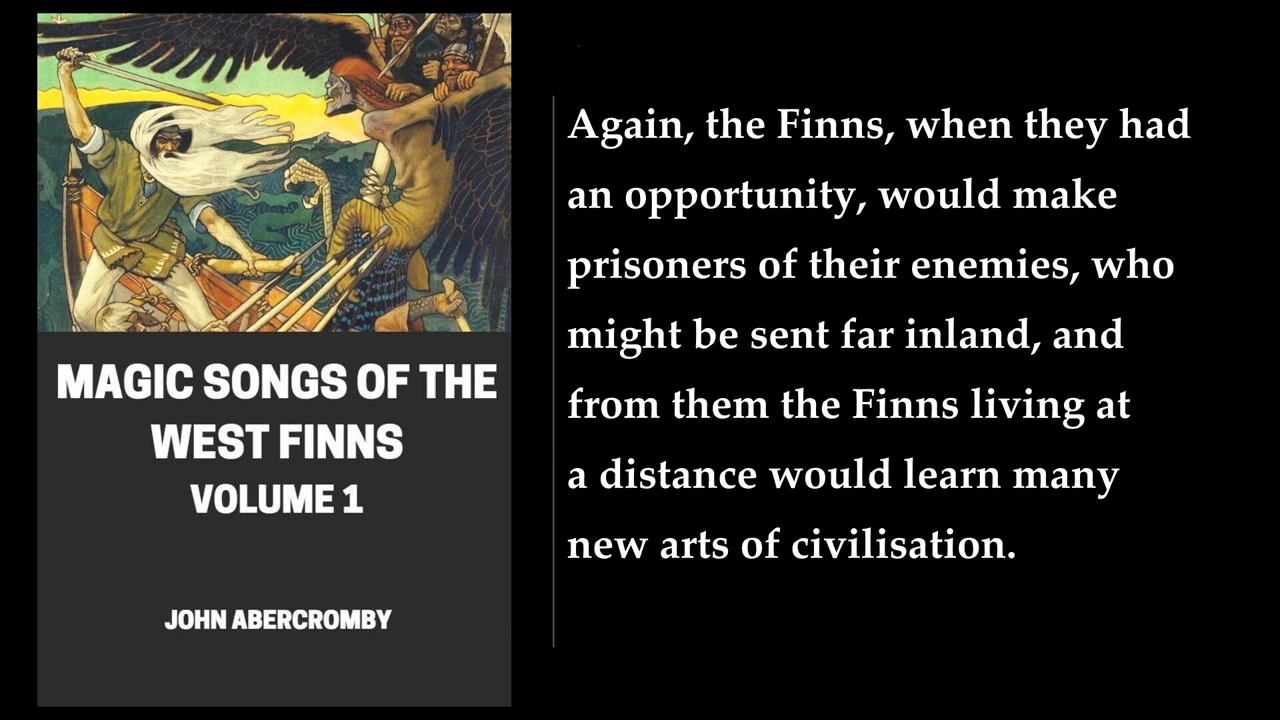 MAGIC SONGS OF THE
WEST FINNS
VOLUME 1
JOHN ABERCROMBY
Again, the Finns, when they had
an opportunity, would make
prisoners of their enemies, who
might be sent far inland, and
from them the Finns living at
a distance would learn many
new arts of civilisation.